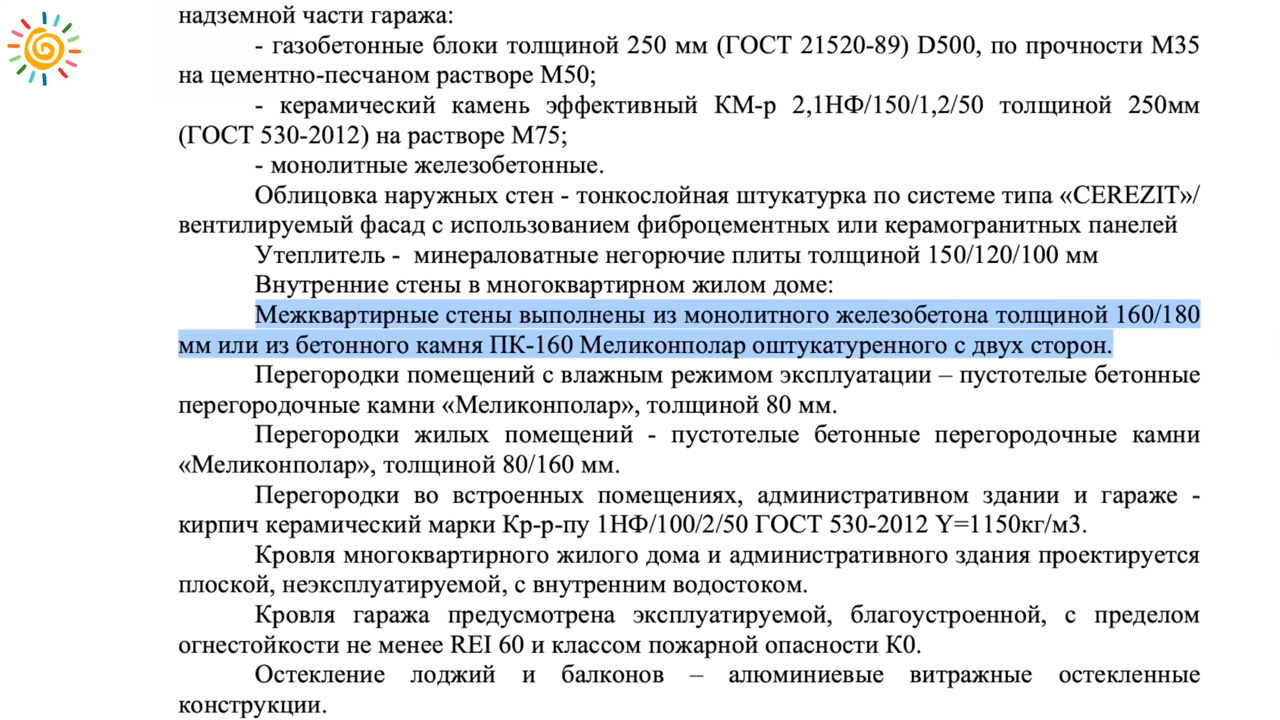 надземной части гаража:
- газобетонные блоки толщиной 250 мм (ГОСТ 21520-89) D500, по прочности М35
на цементно-песчаном растворе М50;
- керамический камень эффективный КМ-р 2,1НФ/150/1,2/50 толщиной 250мм
(ГОСТ 530-2012) на растворе М75;
- монолитные железобетонные.
Облицовка наружных стен - тонкослойная штукатурка по системе типа «CEREZIT»/
вентилируемый фасад с использованием фиброцементных или керамогранитных панелей
Утеплитель - минераловатные негорючие плиты толщиной 150/120/100 мм
Внутренние стены в многоквартирном жилом доме:
Межквартирные стены выполнены из монолитного железобетона толщиной 160/180
мм или из бетонного камня ПК-160 Меликонполар оштукатуренного с двух сторон.
Перегородки помещений с влажным режимом эксплуатации – пустотелые бетонные
перегородочные камни «Меликонполар», толщиной 80 мм.
Перегородки жилых помещений - пустотелые бетонные перегородочные камни
«Меликонполар», толщиной 80/160 мм.
Перегородки во встроенных помещениях, административном здании и гараже -
кирпич керамический марки Кр-р-пу 1НФ/100/2/50 ГОСТ 530-2012 Y=1150кг/м3.
Кровля многоквартирного жилого дома и административного здания проектируется
плоской, неэксплуатируемой, с внутренним водостоком.
Кровля гаража предусмотрена эксплуатируемой, благоустроенной, с пределом
огнестойкости не менее REI 60 и классом пожарной опасности К0.
Остекление лоджий и балконов – алюминиевые витражные остекленные
конструкции.